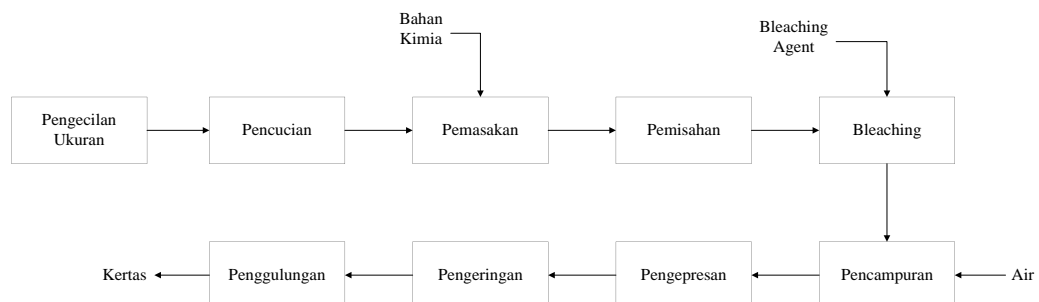 Bahan
Kimia
Bleaching
Agent
Pengecilan
Ukuran
Pencucian
Pemasakan
Pemisahan
Bleaching
Kertas
Penggulungan
Pengeringan
Pengepresan
Pencampuran
Air